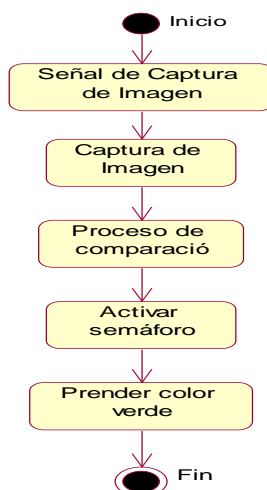 Inicio
Señal de Captura
de Imagen
Captura de
Imagen
Proceso de
comparació
Activar
semáforo
Prender color
verde
Fin